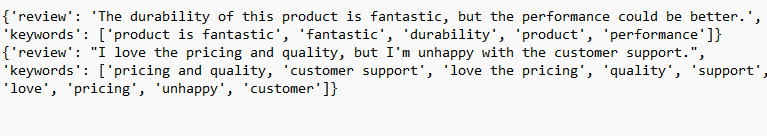 {'review': 'The durability of this product is fantastic, but the performance could be better.',
'keywords': ['product is fantastic', 'fantastic', 'durability', 'product', 'performance']}
{'review': "I love the pricing and quality, but I'm unhappy with the customer support.",
'keywords': ['pricing and quality, 'customer support', 'love the pricing', 'quality', 'support',
'love', 'pricing', 'unhappy', 'customer']}